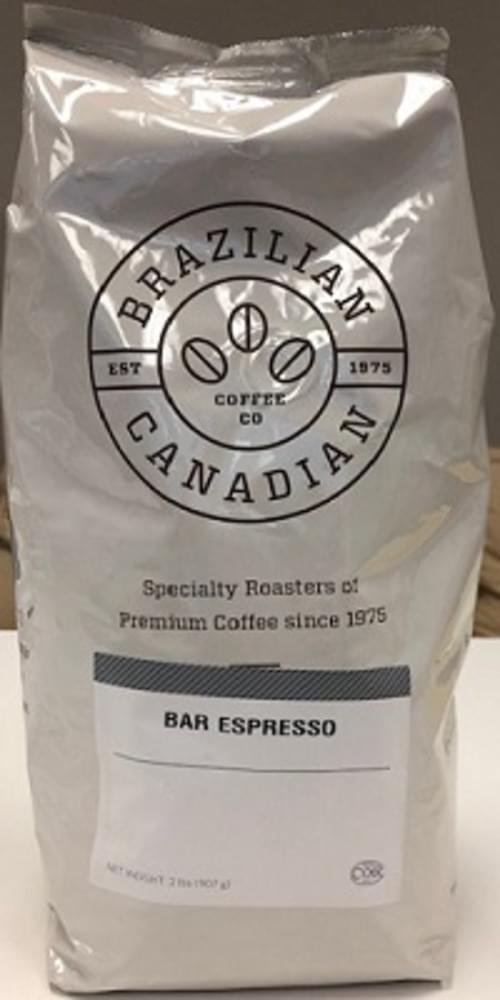 BRAZILIAN
EST 1975
COFFEE
CO
CANADIAN
Specialty Roasters of
Premium Coffee since 1975
BAR ESPRESSO
NET WEIGHT: 2 lbs (907 g)
COR